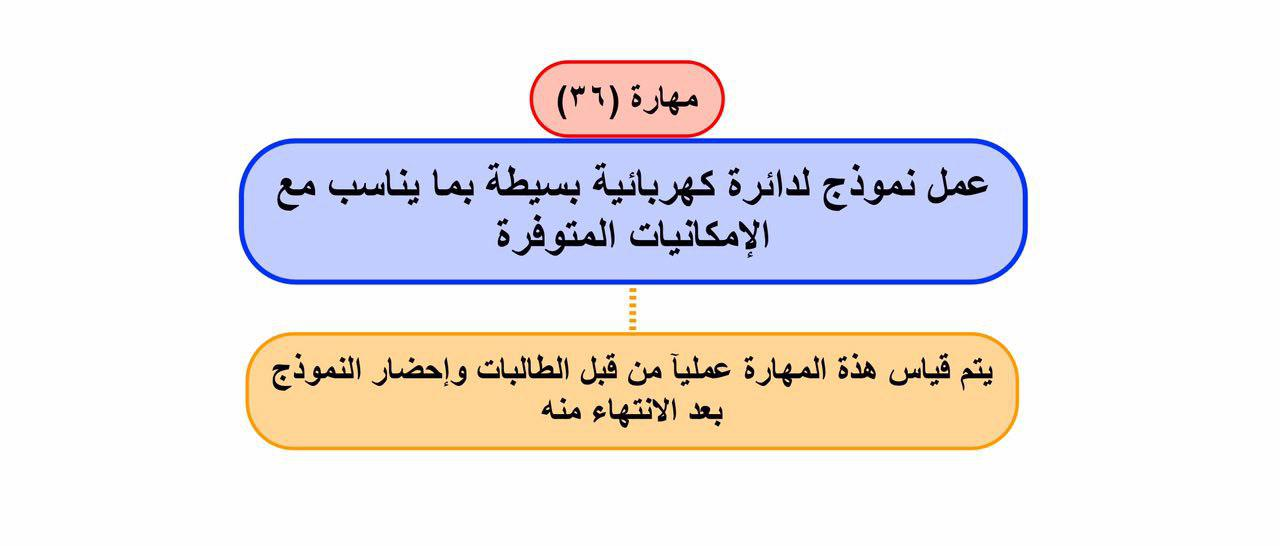 مهارة (٣٦)
عمل نموذج لدائرة كهربائية بسيطة بما يناسب مع
الإمكانيات المتوفرة
يتم قياس هذة المهارة عمليآ من قبل الطالبات وإحضار النموذج
بعد الانتهاء منه